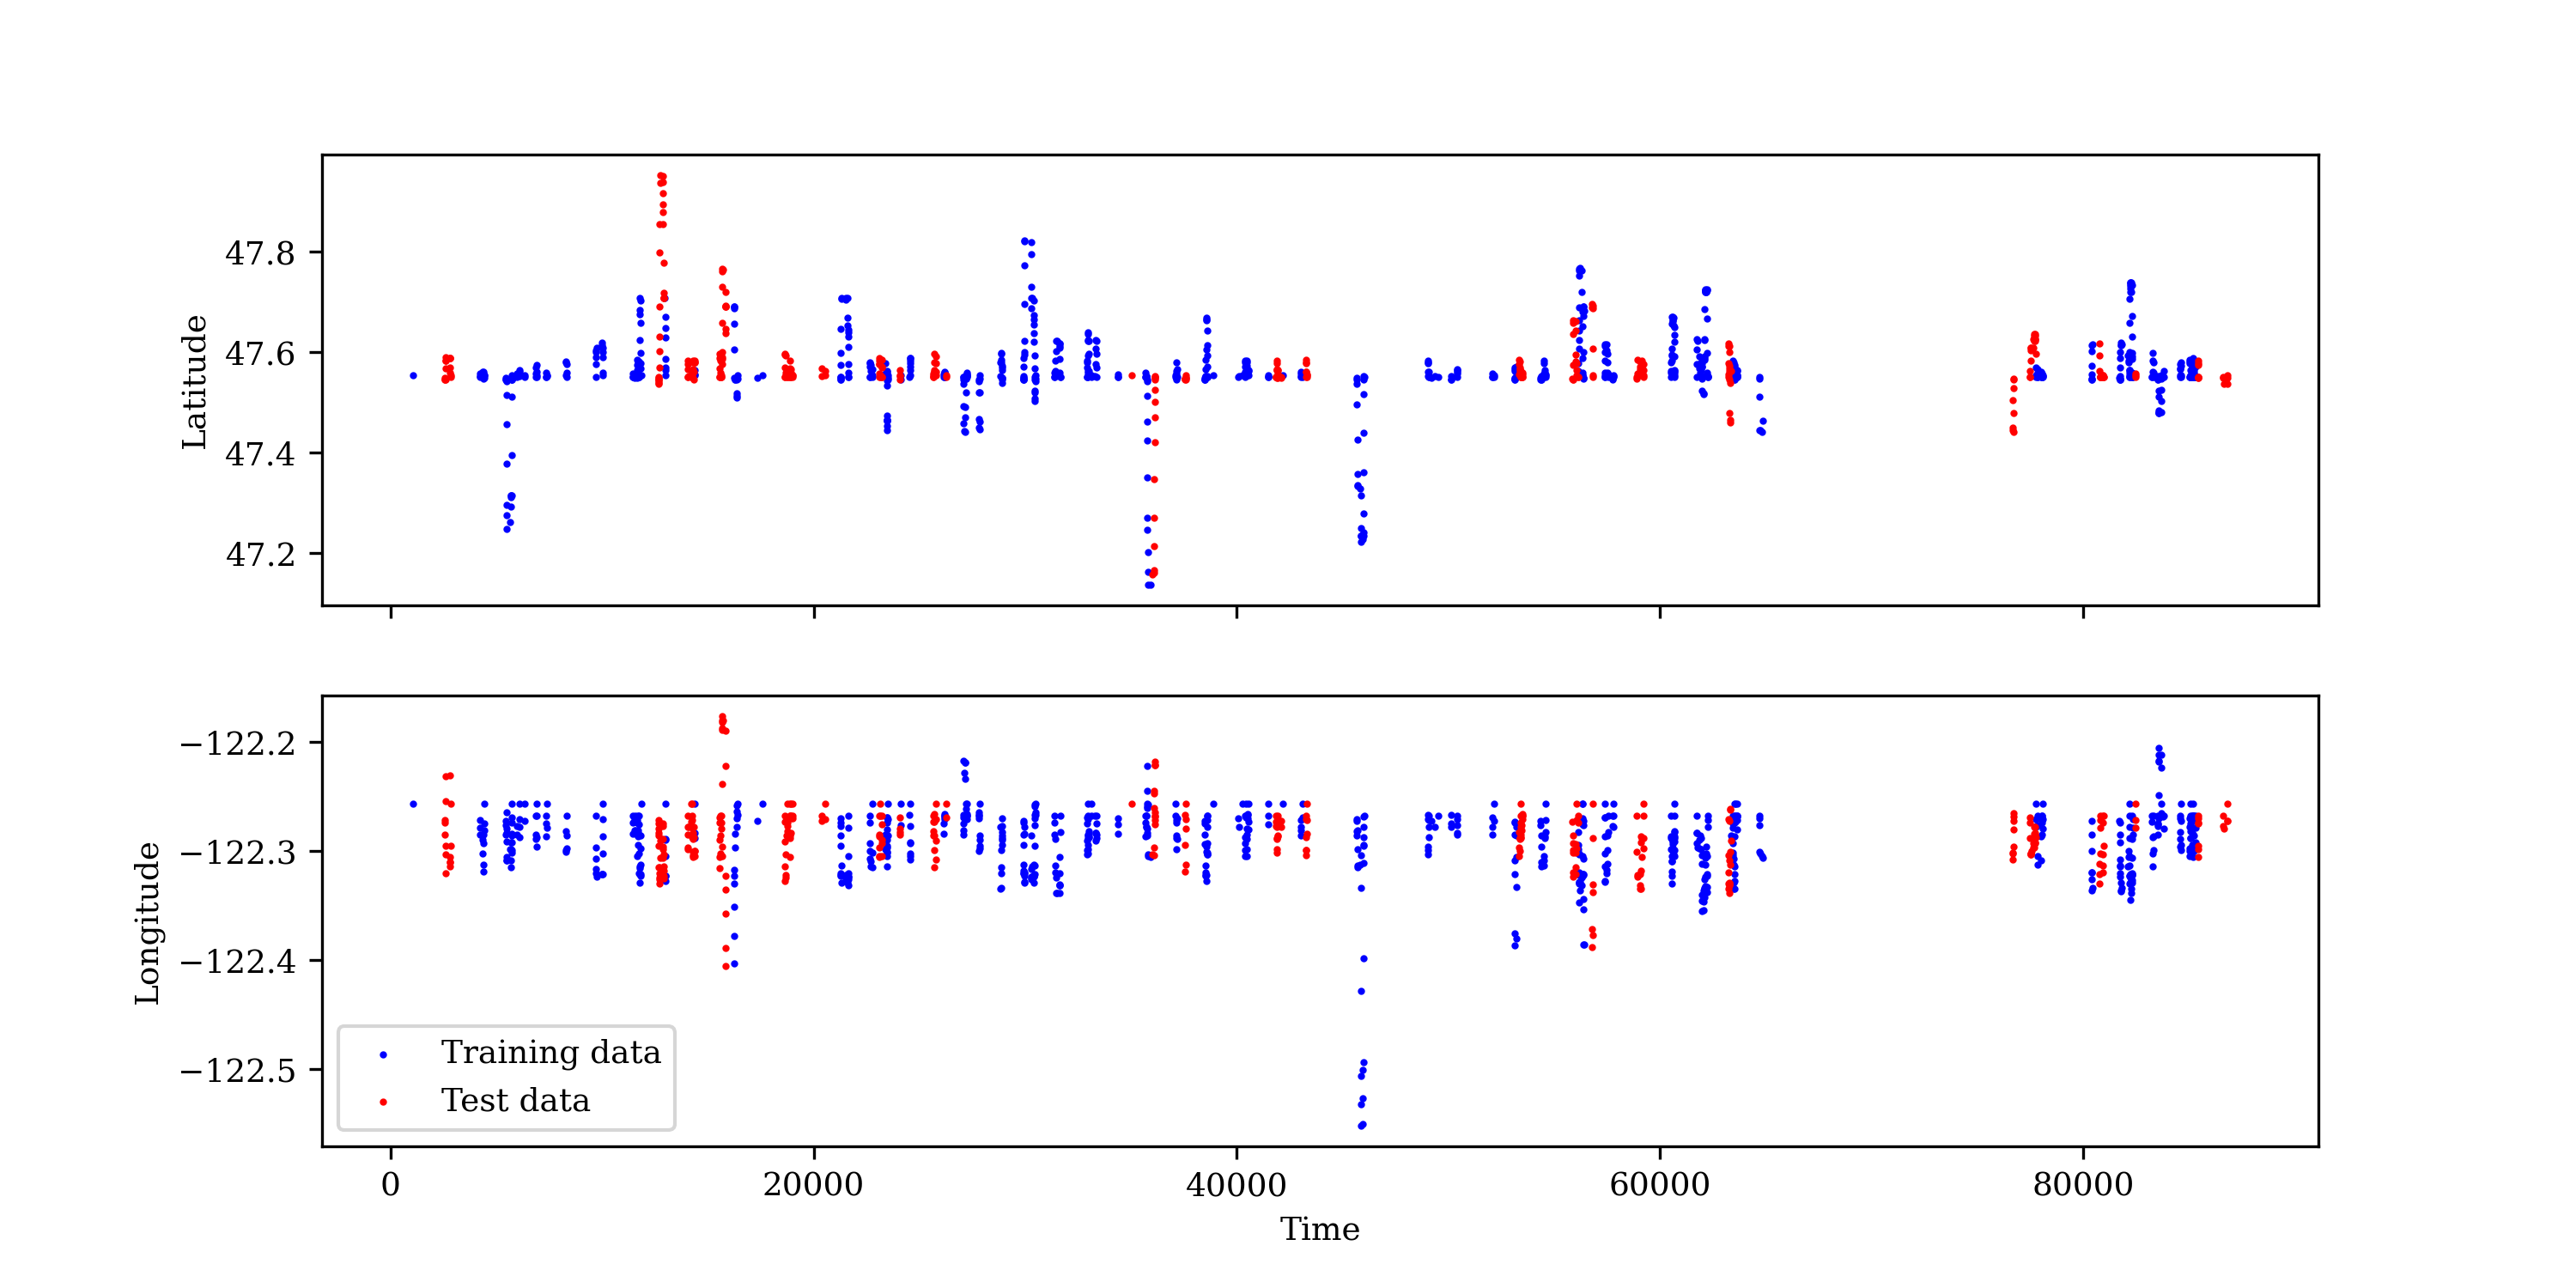 Latitude
47.8
47.6
47.4
47.2
Longitude
−122.2
−122.3
−122.4
−122.5
Training data
Test data
0 20000 40000 60000 80000
Time